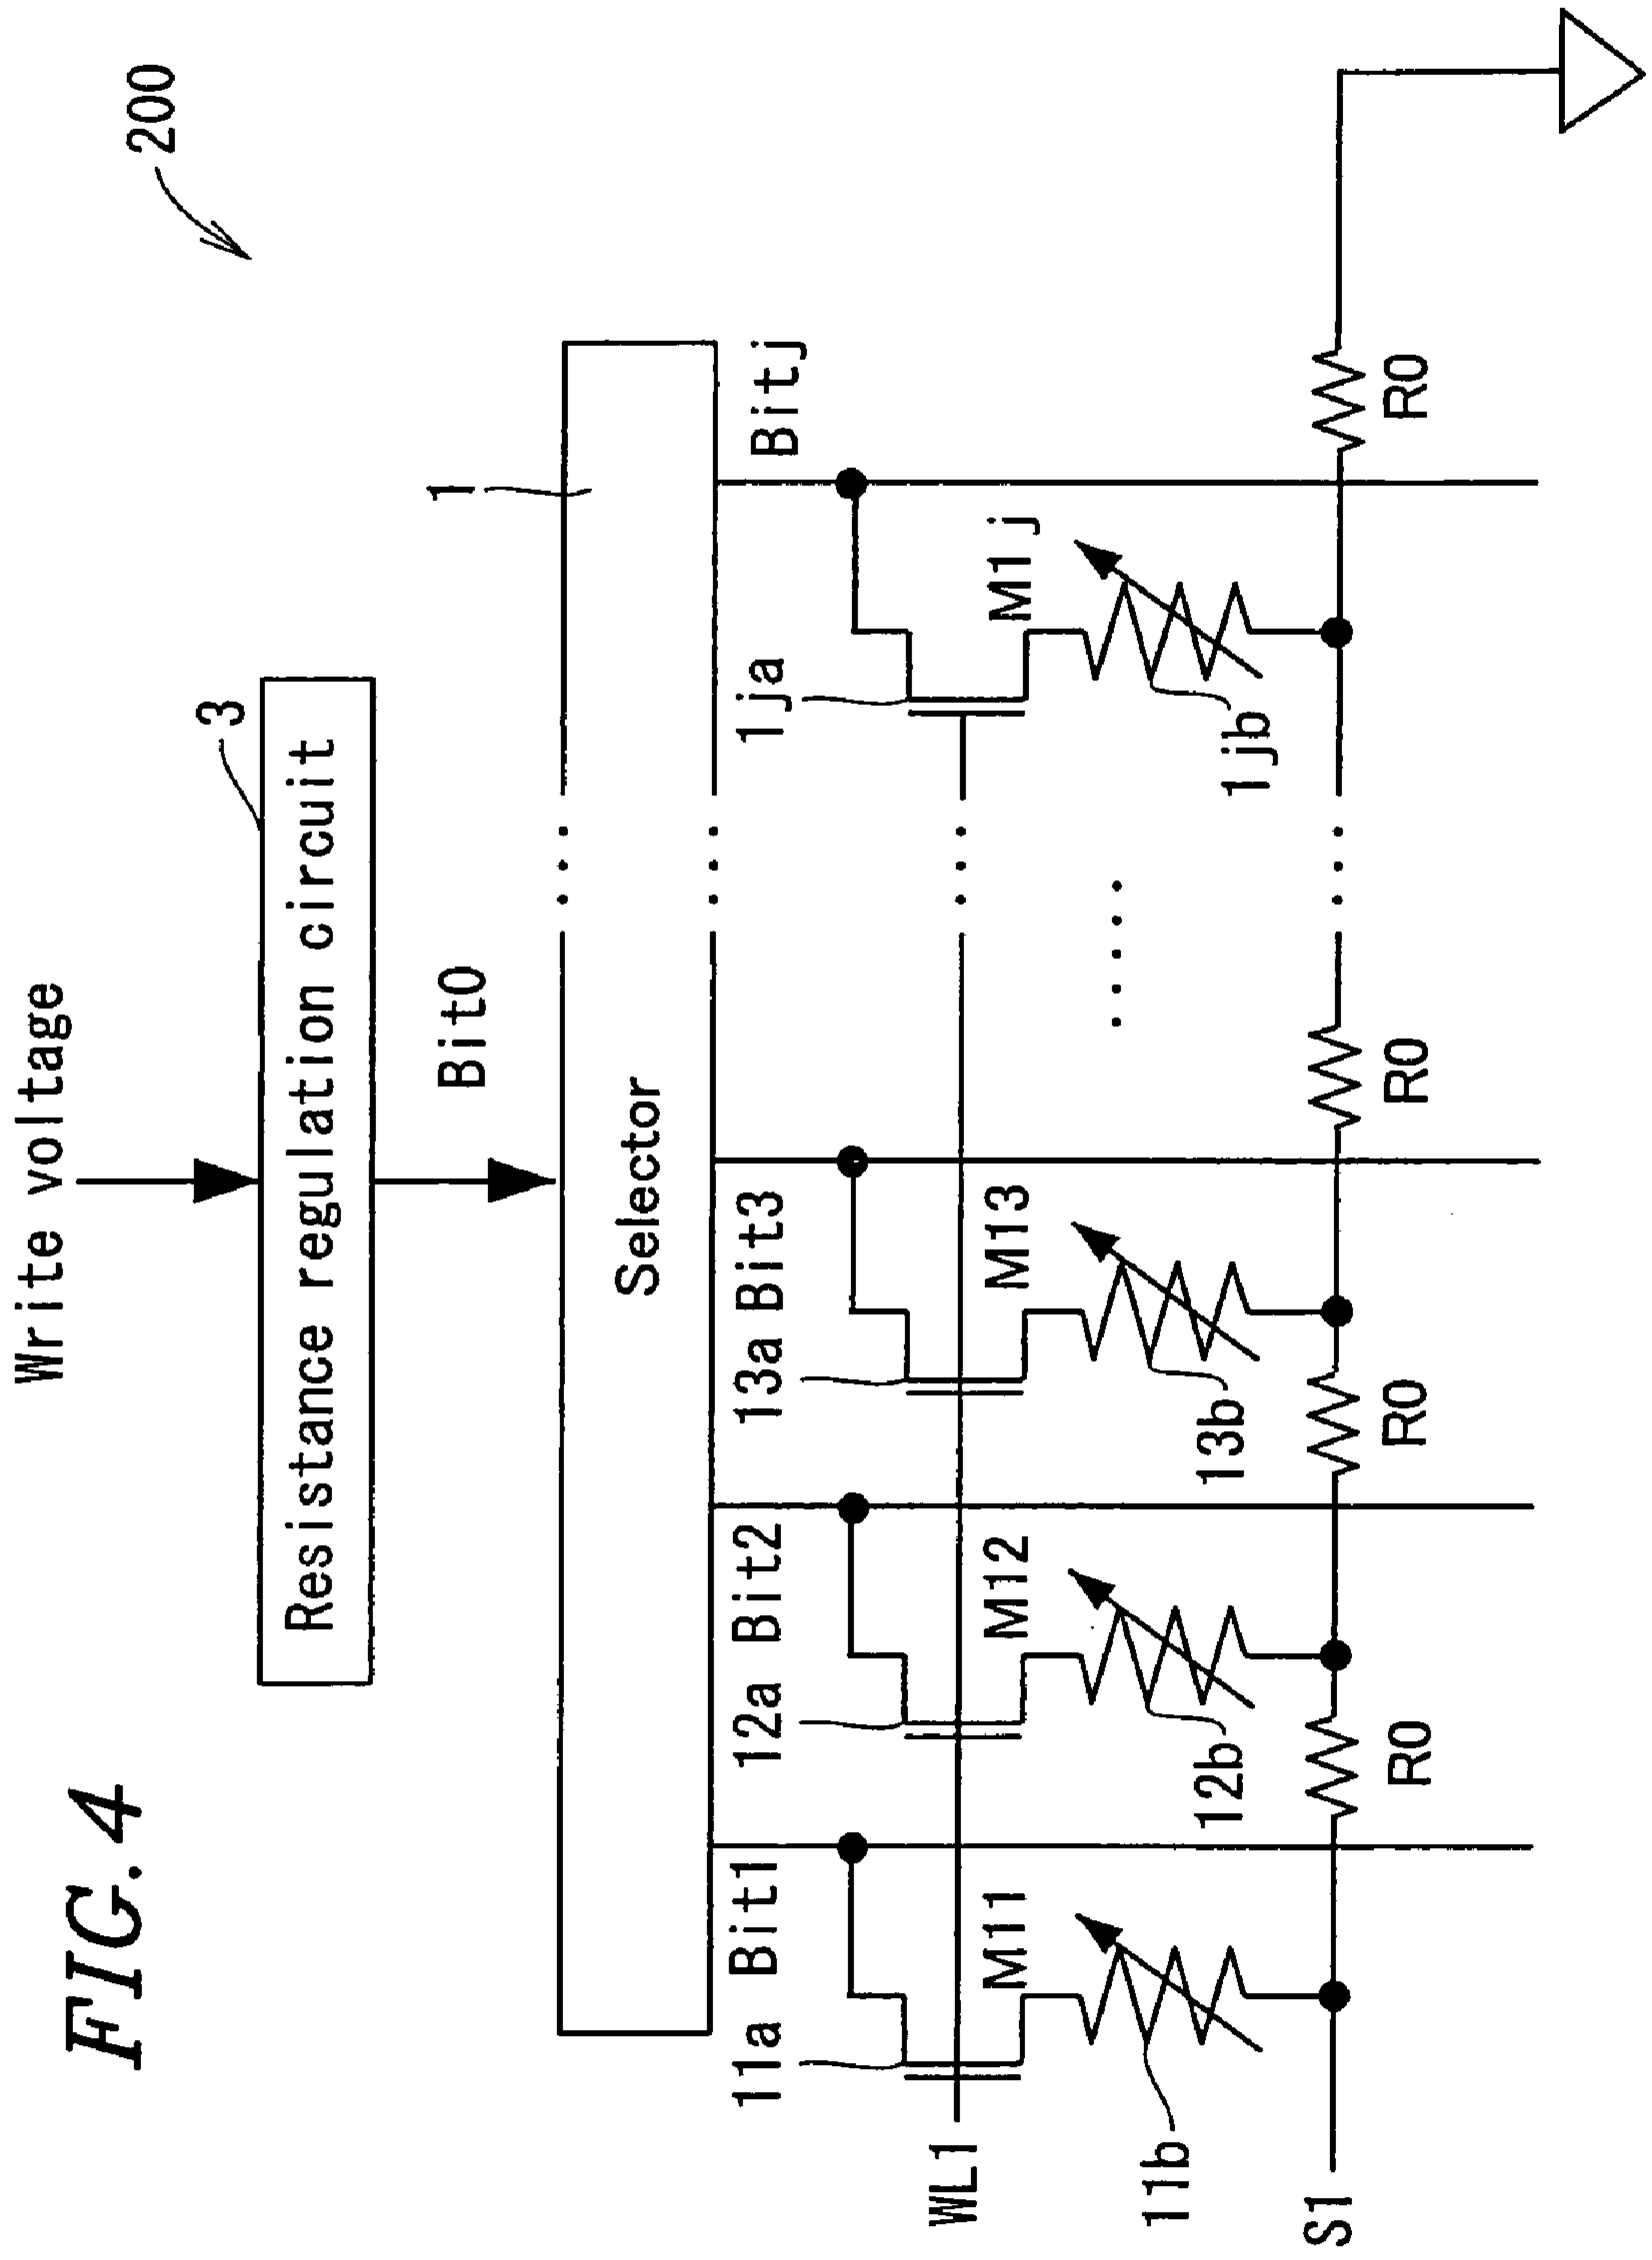 FIG. 4
200
Write voltage
3
Resistance regulation circuit
Bit0
1
Selector
11a Bit1
12a Bit2
13a Bit3
1ja
Bitj
WL1
M11
M12
M13
M1j
11b
12b
13b
1jb
S1
R0
R0
R0
R0